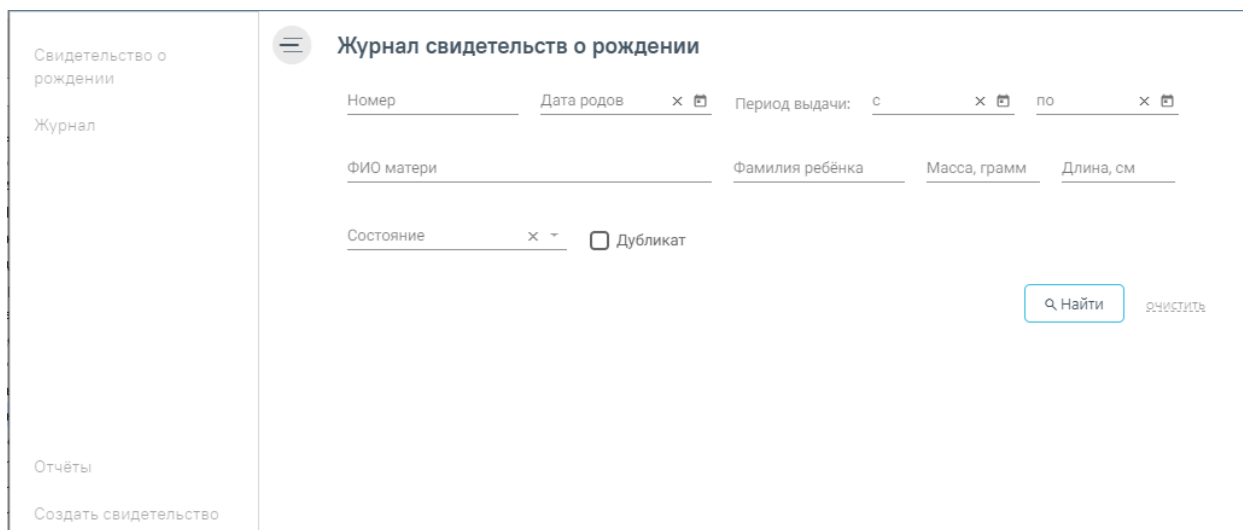 Свидетельство о
рождении
Журнал
Отчёты
Создать свидетельство
Журнал свидетельств о рождении
Номер Дата родов Период выдачи: с по
ФИО матери Фамилия ребёнка Масса, грамм Длина, см
Состояние Дубликат
Найти очистить